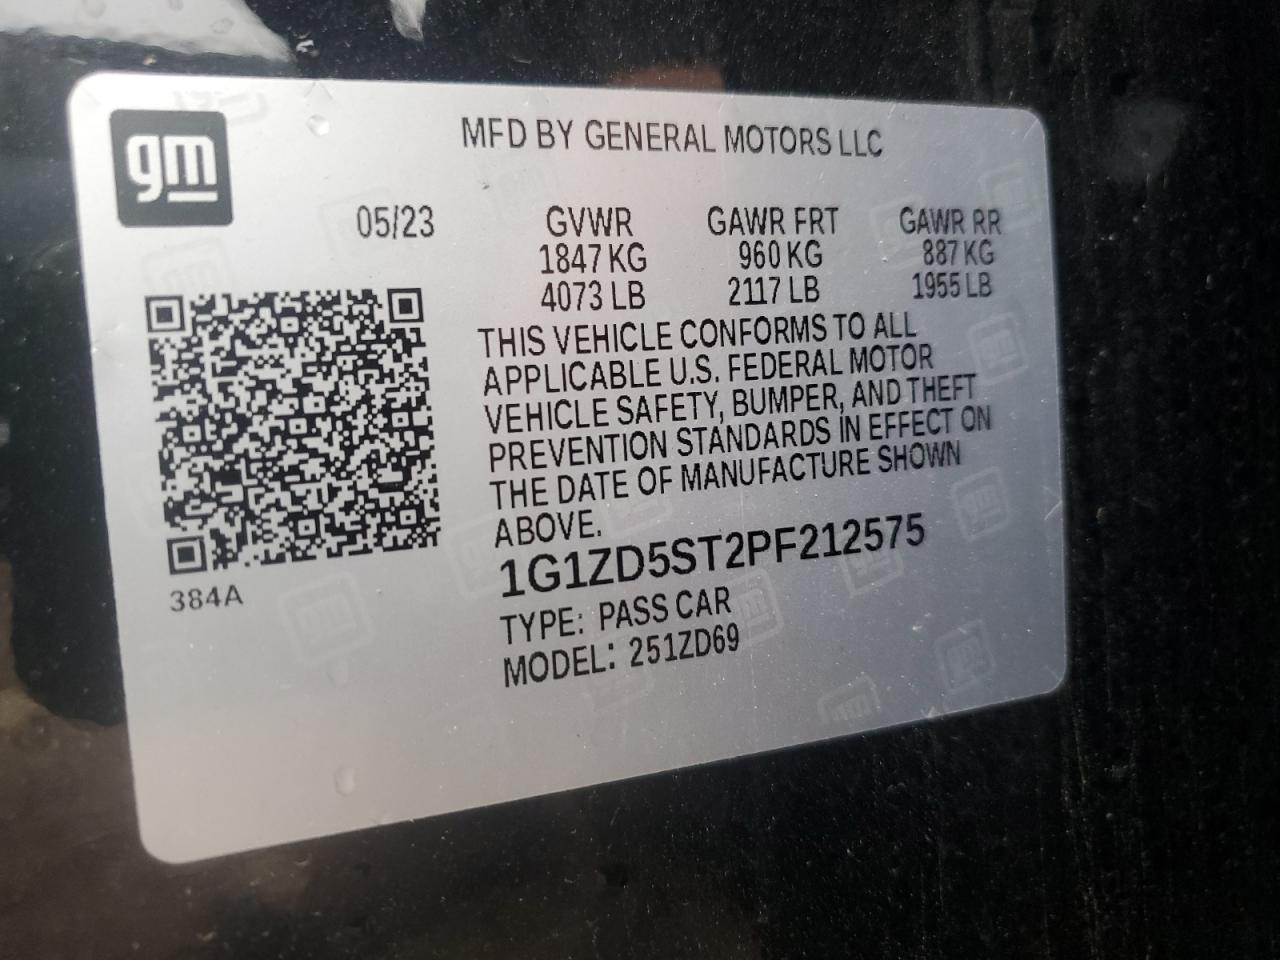 gm
MFD BY GENERAL MOTORS LLC
05/23 GVWR GAWR FRT GAWR RR
1847 KG 960 KG 887 KG
4073 LB 2117 LB 1955 LB
THIS VEHICLE CONFORMS TO ALL
APPLICABLE U.S. FEDERAL MOTOR
VEHICLE SAFETY, BUMPER, AND THEFT
PREVENTION STANDARDS IN EFFECT ON
THE DATE OF MANUFACTURE SHOWN
ABOVE.
1G1ZD5ST2PF212575
384A
TYPE: PASS CAR
MODEL: 251ZD69